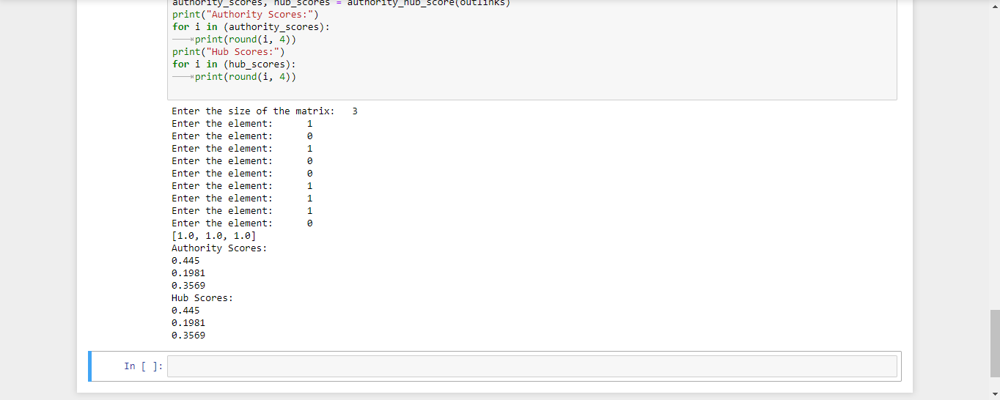 authority_scores, hub_scores = authority_hub_score(outlinks)
print("Authority Scores:")
for i in (authority_scores):
print(round(i, 4))
print("Hub Scores:")
for i in (hub_scores):
print(round(i, 4))
Enter the size of the matrix: 3
Enter the element: 1
Enter the element: 0
Enter the element: 1
Enter the element: 0
Enter the element: 0
Enter the element: 1
Enter the element: 1
Enter the element: 1
Enter the element: 0
[1.0, 1.0, 1.0]
Authority Scores:
0.445
0.1981
0.3569
Hub Scores:
0.445
0.1981
0.3569
In [ ]: